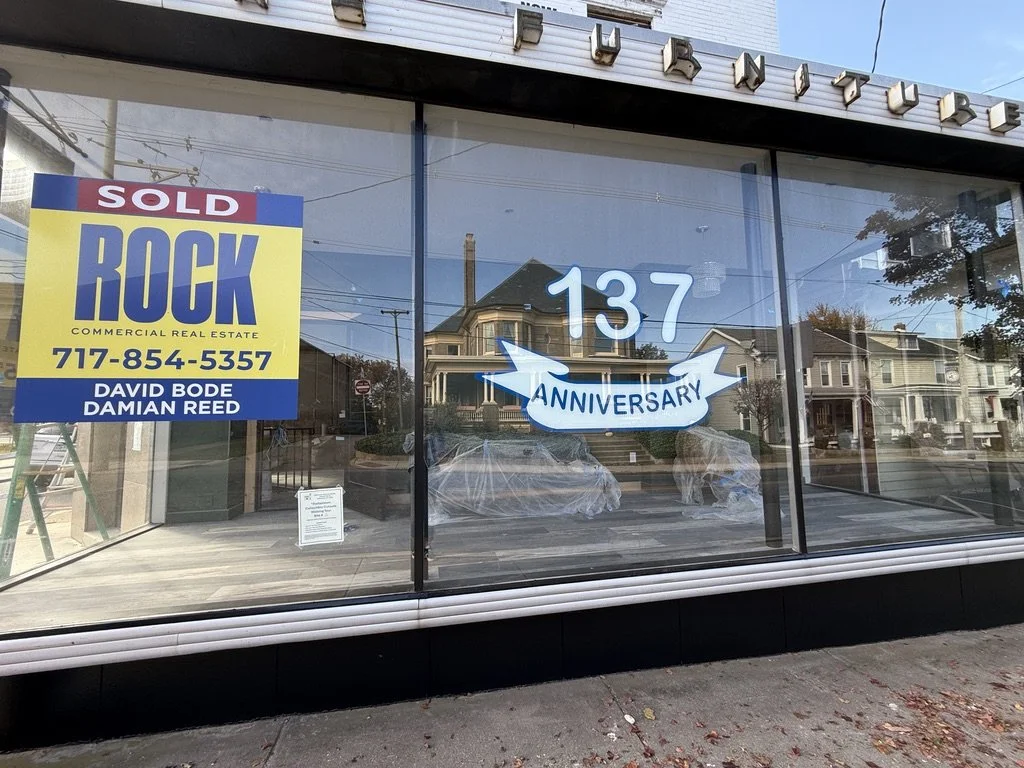 FURNITURE
SOLD
ROCK
COMMERCIAL REAL ESTATE
717-854-5357
DAVID BODE
DAMIAN REED
137
ANNIVERSARY